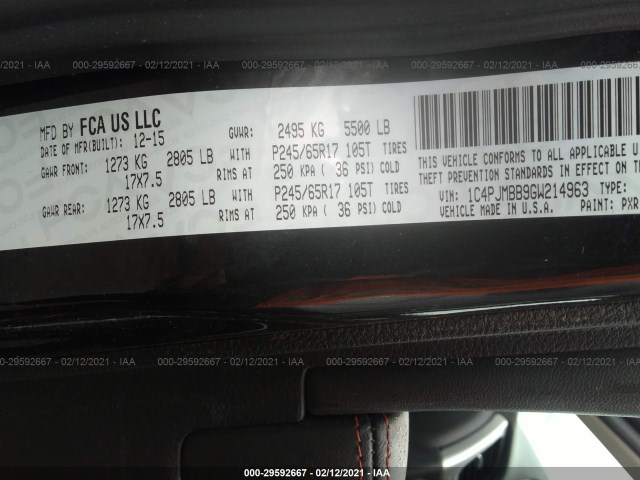 000-29592667 - 02/12/2021 - IAA
MFD BY FCA US LLC
DATE OF MFR(BUILT): 12-15
GVWR: 2495 KG 5500 LB
GAWR FRONT: 1273 KG 2805 LB WITH P245/65R17 105T TIRES
17X7.5 RIMS AT 250 KPA ( 36 PSI) COLD
GAWR REAR: 1273 KG 2805 LB WITH P245/65R17 105T TIRES
17X7.5 RIMS AT 250 KPA ( 36 PSI) COLD
THIS VEHICLE CONFORMS TO ALL APPLICABLE
THEFT PREVENTION STANDARDS IN EFFECT ON
VIN: 1C4PJMBB9GW214963 TYPE:
VEHICLE MADE IN U.S.A. PAINT: PXR
000-29592667 - 02/12/2021 - IAA
000-29592667 - 02/12/2021 - IAA